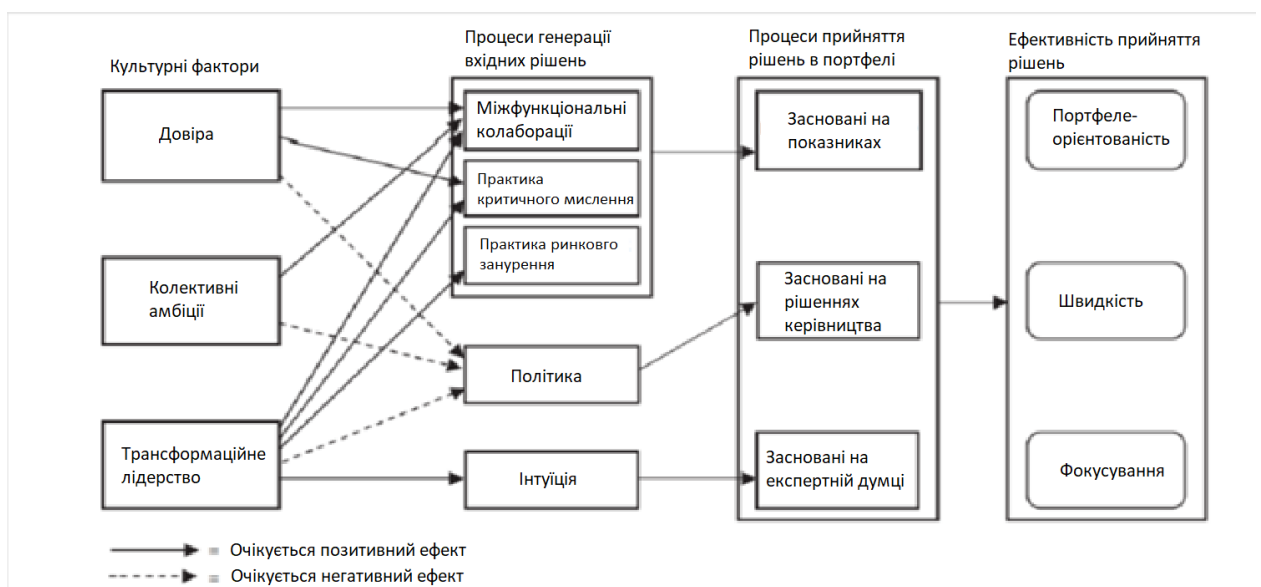 Культурні фактори
Довіра
Колективні
амбіції
Трансформаційне
лідерство
Процеси генерації
вхідних рішень
Міжфункціональні
колаборації
Практика
критичного мислення
Практика ринковго
занурення
Політика
Інтуїція
Процеси прийняття
рішень в портфелі
Засновані на
показниках
Засновані на
рішеннях
керівництва
Засновані на
експертній думці
Ефективність прийняття
рішень
Портфеле-
орієнтованість
Швидкість
Фокусування
= Очікується позитивний ефект
= Очікується негативний ефект